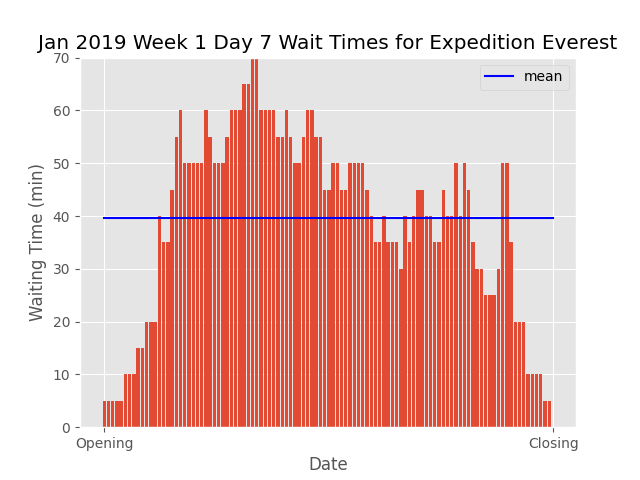 Jan 2019 Week 1 Day 7 Wait Times for Expedition Everest
mean
Waiting Time (min)
70
60
50
40
30
20
10
0
Opening
Closing
Date